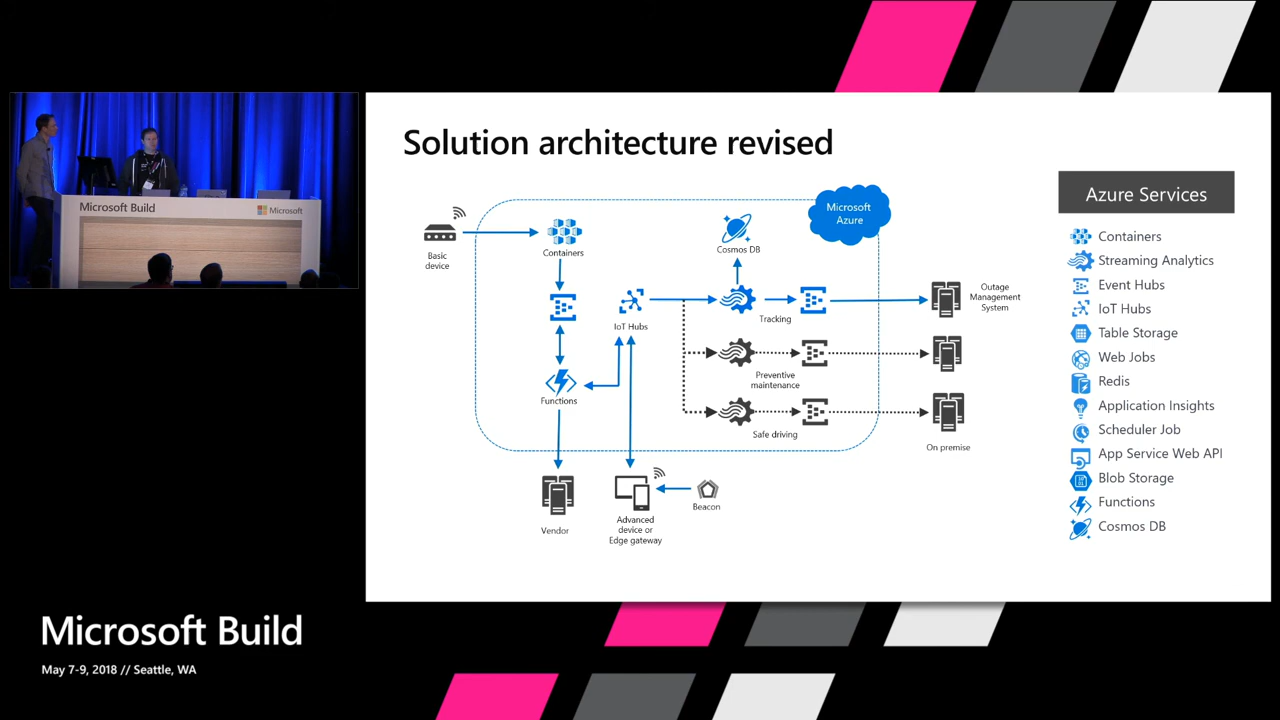 Solution architecture revised
Microsoft
Azure
Azure Services
Basic
device
Containers
Cosmos DB
IoT Hubs
Tracking
Outage
Management
System
Preventive
maintenance
Functions
Safe driving
On premise
Vendor
Advanced
device or
Edge gateway
Beacon
Containers
Streaming Analytics
Event Hubs
IoT Hubs
Table Storage
Web Jobs
Redis
Application Insights
Scheduler Job
App Service Web API
Blob Storage
Functions
Cosmos DB
Microsoft Build
Microsoft
Microsoft Build
May 7-9, 2018 // Seattle, WA